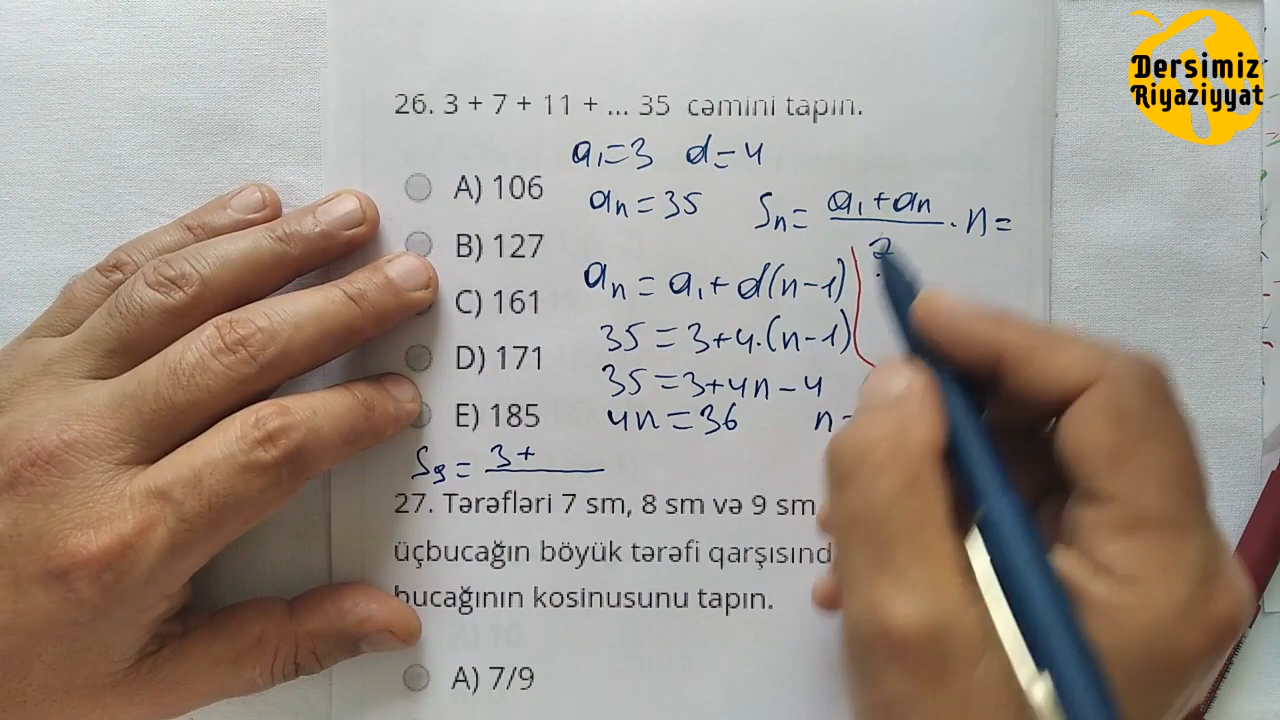 Dersimiz
Riyaziyyat
26. 3 + 7 + 11 + ... 35 cəmini tapın.
a₁=3 d=4
A) 106
aₙ=35 Sₙ= (a₁+aₙ)/2 · n=
B) 127
aₙ = a₁ + d(n-1)
C) 161
35 = 3+4·(n-1)
D) 171
35 = 3+4n-4
E) 185
4n = 36 n=
S₉ = 3+
27. Tərəfləri 7 sm, 8 sm və 9 sm
üçbucağın böyük tərəfi qarşısınd
bucağının kosinusunu tapın.
A) 7/9